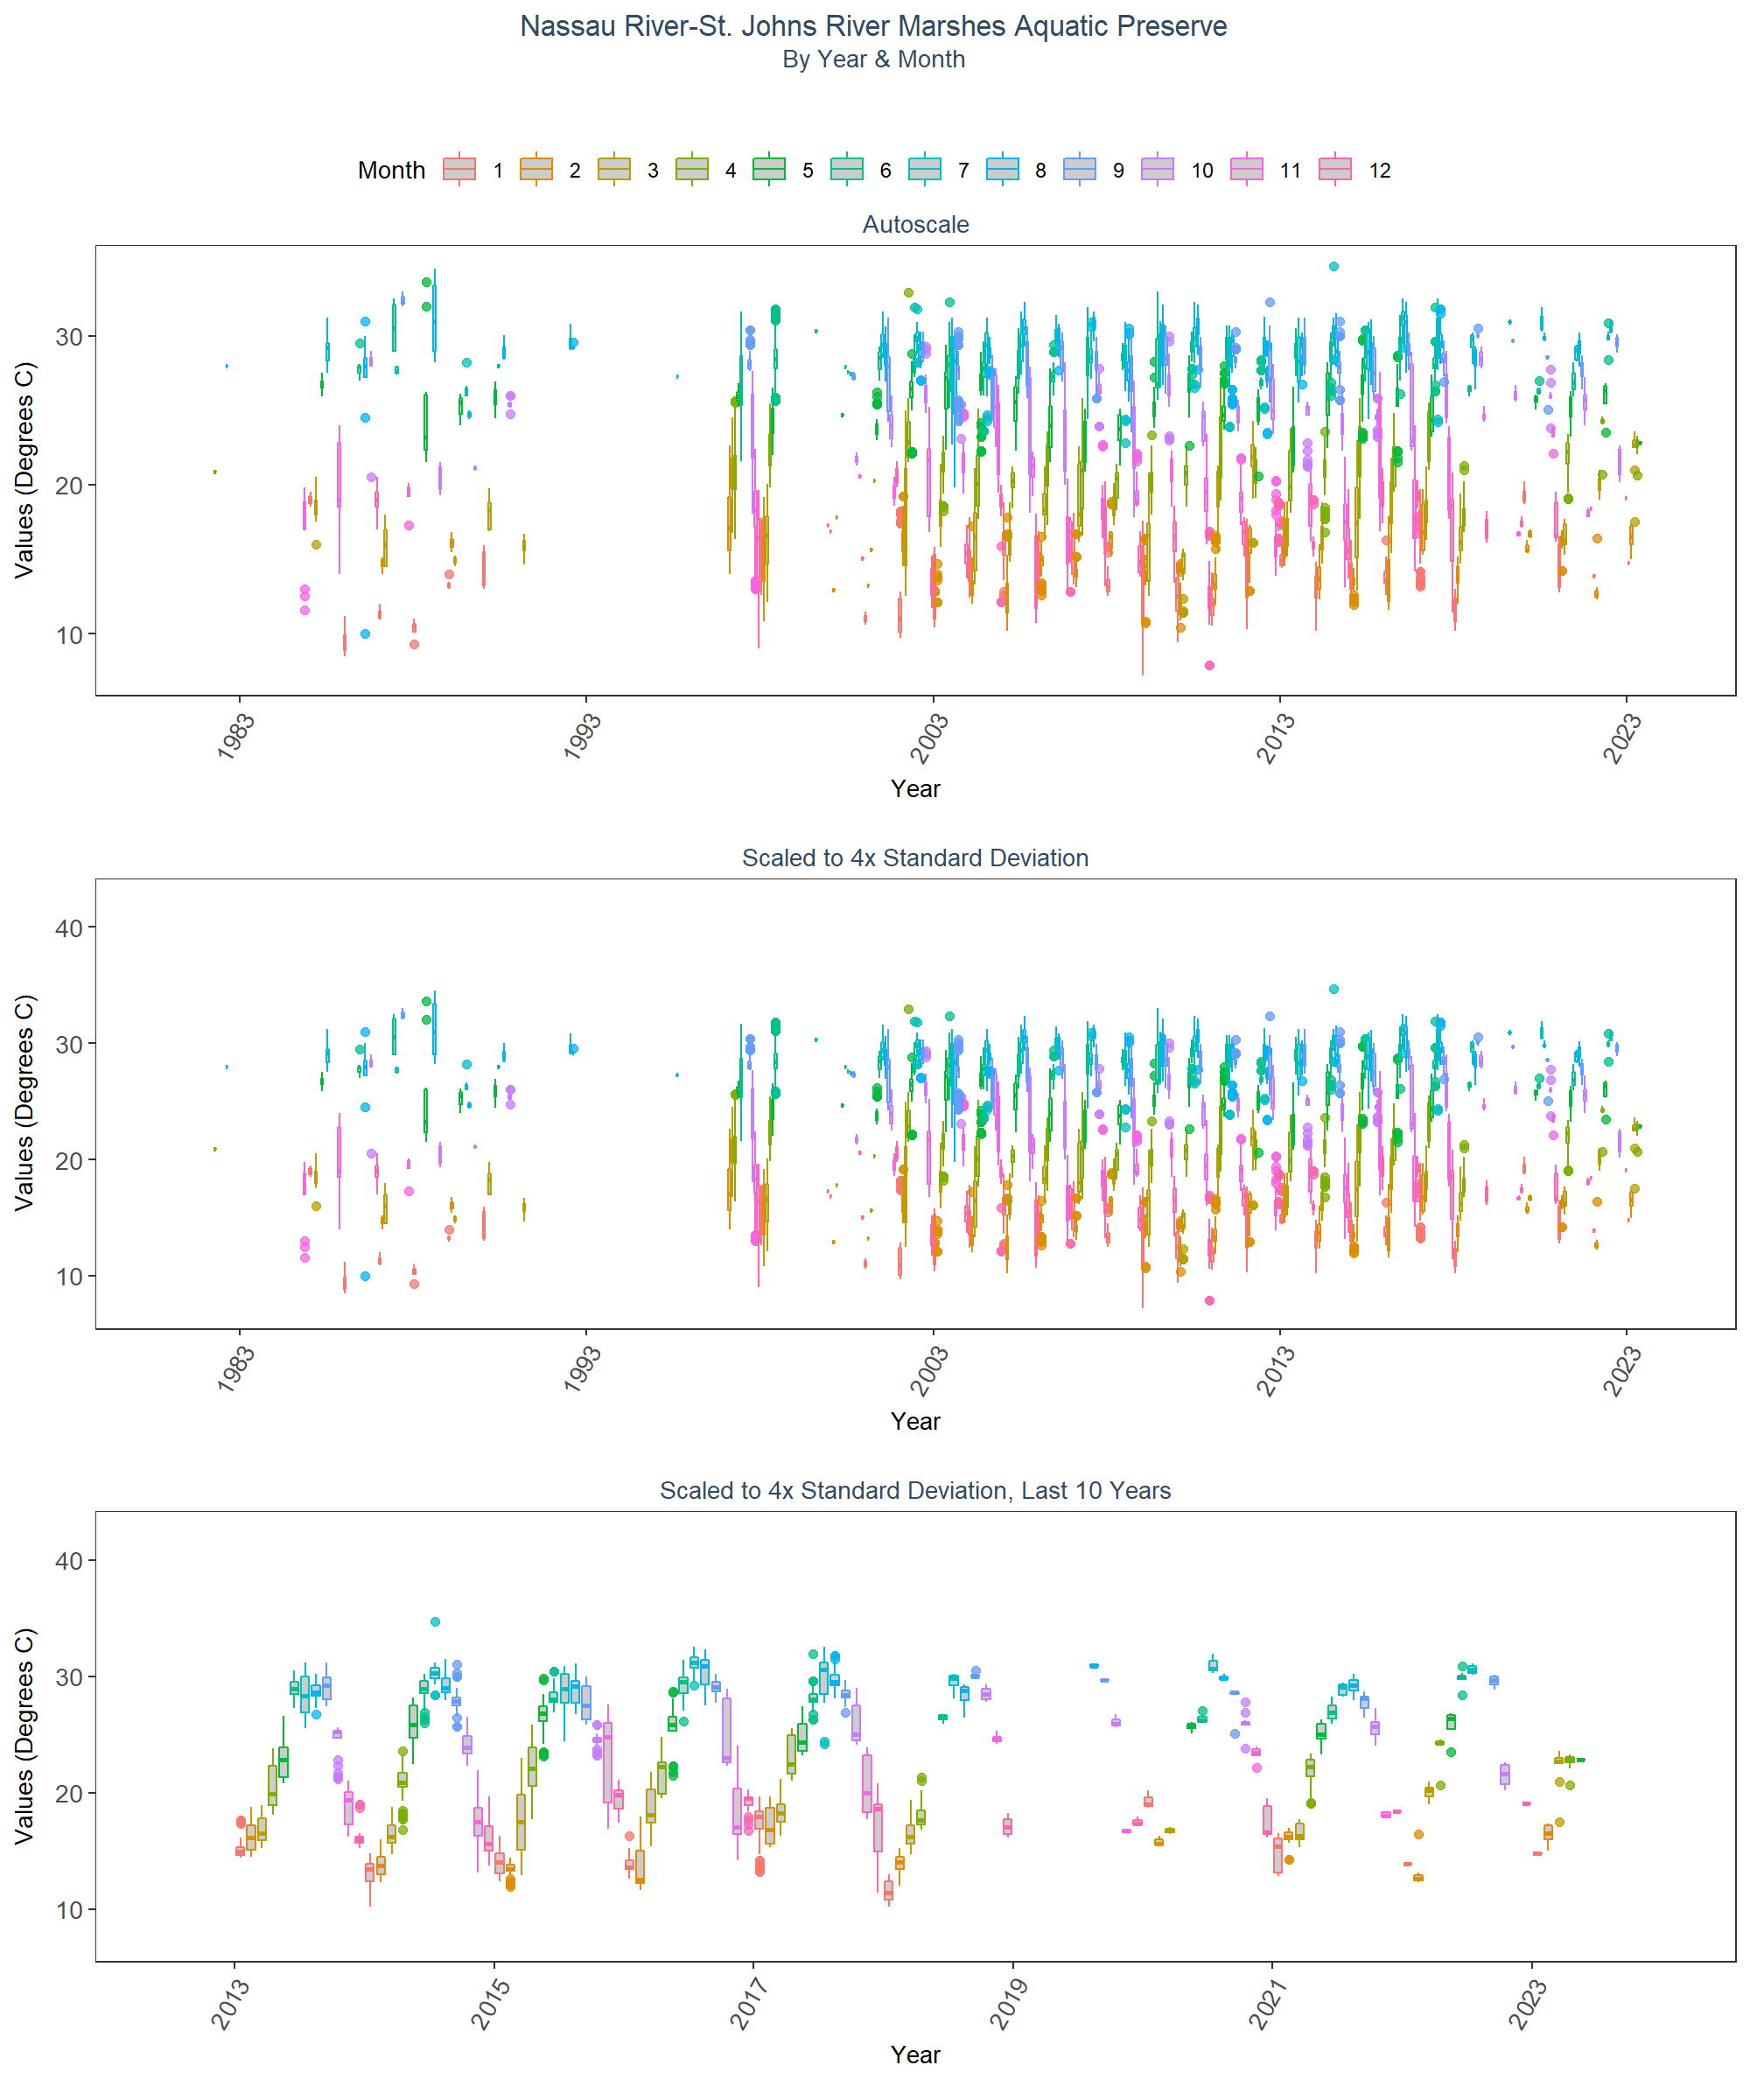 Nassau River-St. Johns River Marshes Aquatic Preserve
By Year & Month
Month 1 2 3 4 5 6 7 8 9 10 11 12
Autoscale
Values (Degrees C)
30
20
10
1983 1993 2003 2013 2023
Year
Scaled to 4x Standard Deviation
Values (Degrees C)
40
30
20
10
1983 1993 2003 2013 2023
Year
Scaled to 4x Standard Deviation, Last 10 Years
Values (Degrees C)
40
30
20
10
2013 2015 2017 2019 2021 2023
Year